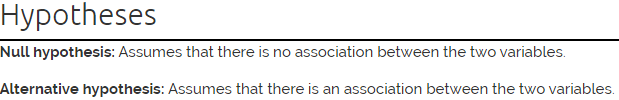 Hypotheses
Null hypothesis: Assumes that there is no association between the two variables.
Alternative hypothesis: Assumes that there is an association between the two variables.